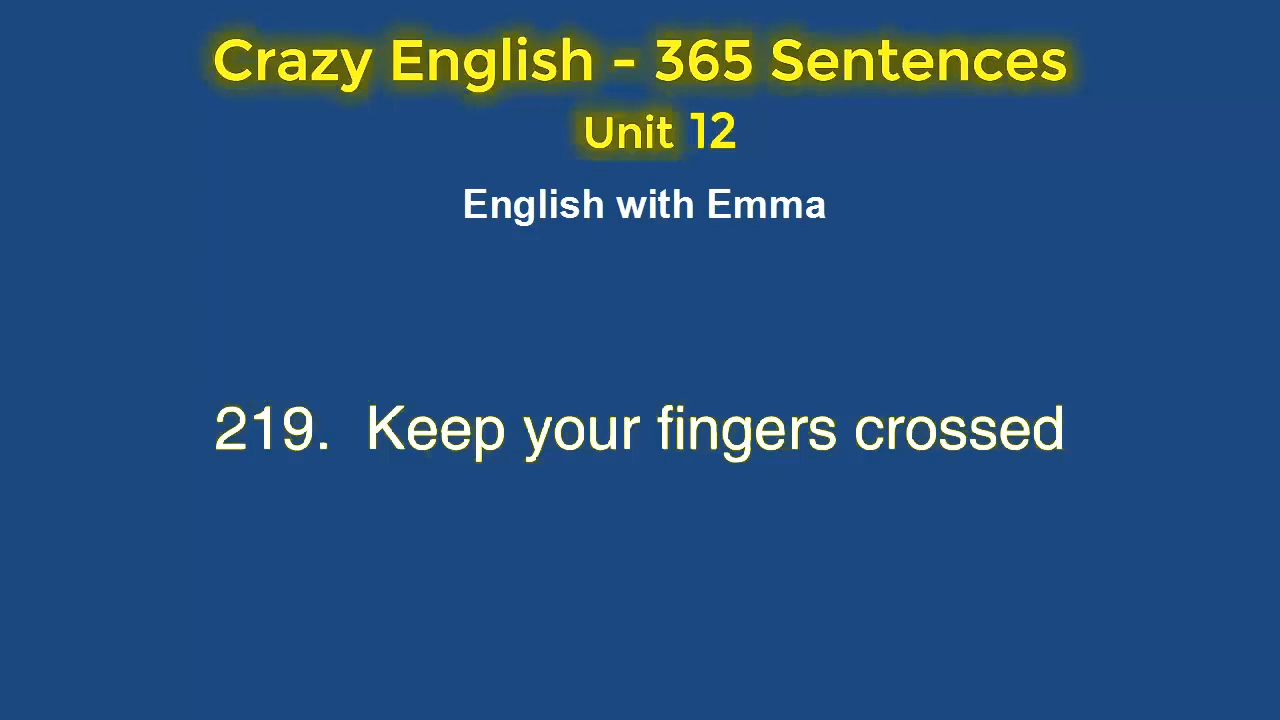 Crazy English - 365 Sentences
Unit 12
English with Emma
219. Keep your fingers crossed